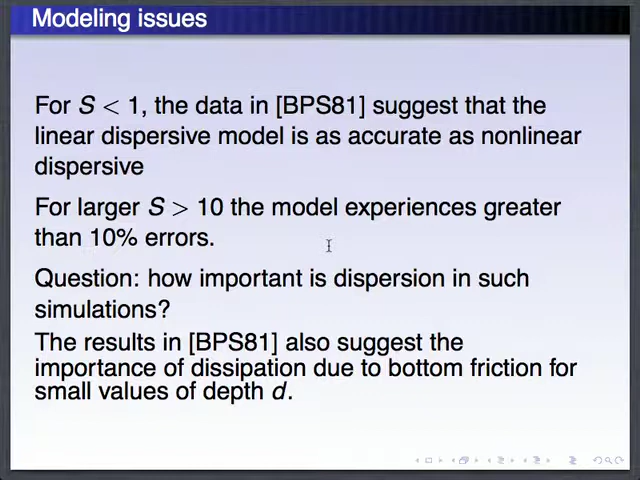 Modeling issues
For S < 1, the data in [BPS81] suggest that the
linear dispersive model is as accurate as nonlinear
dispersive
For larger S > 10 the model experiences greater
than 10% errors.
Question: how important is dispersion in such
simulations?
The results in [BPS81] also suggest the
importance of dissipation due to bottom friction for
small values of depth d.